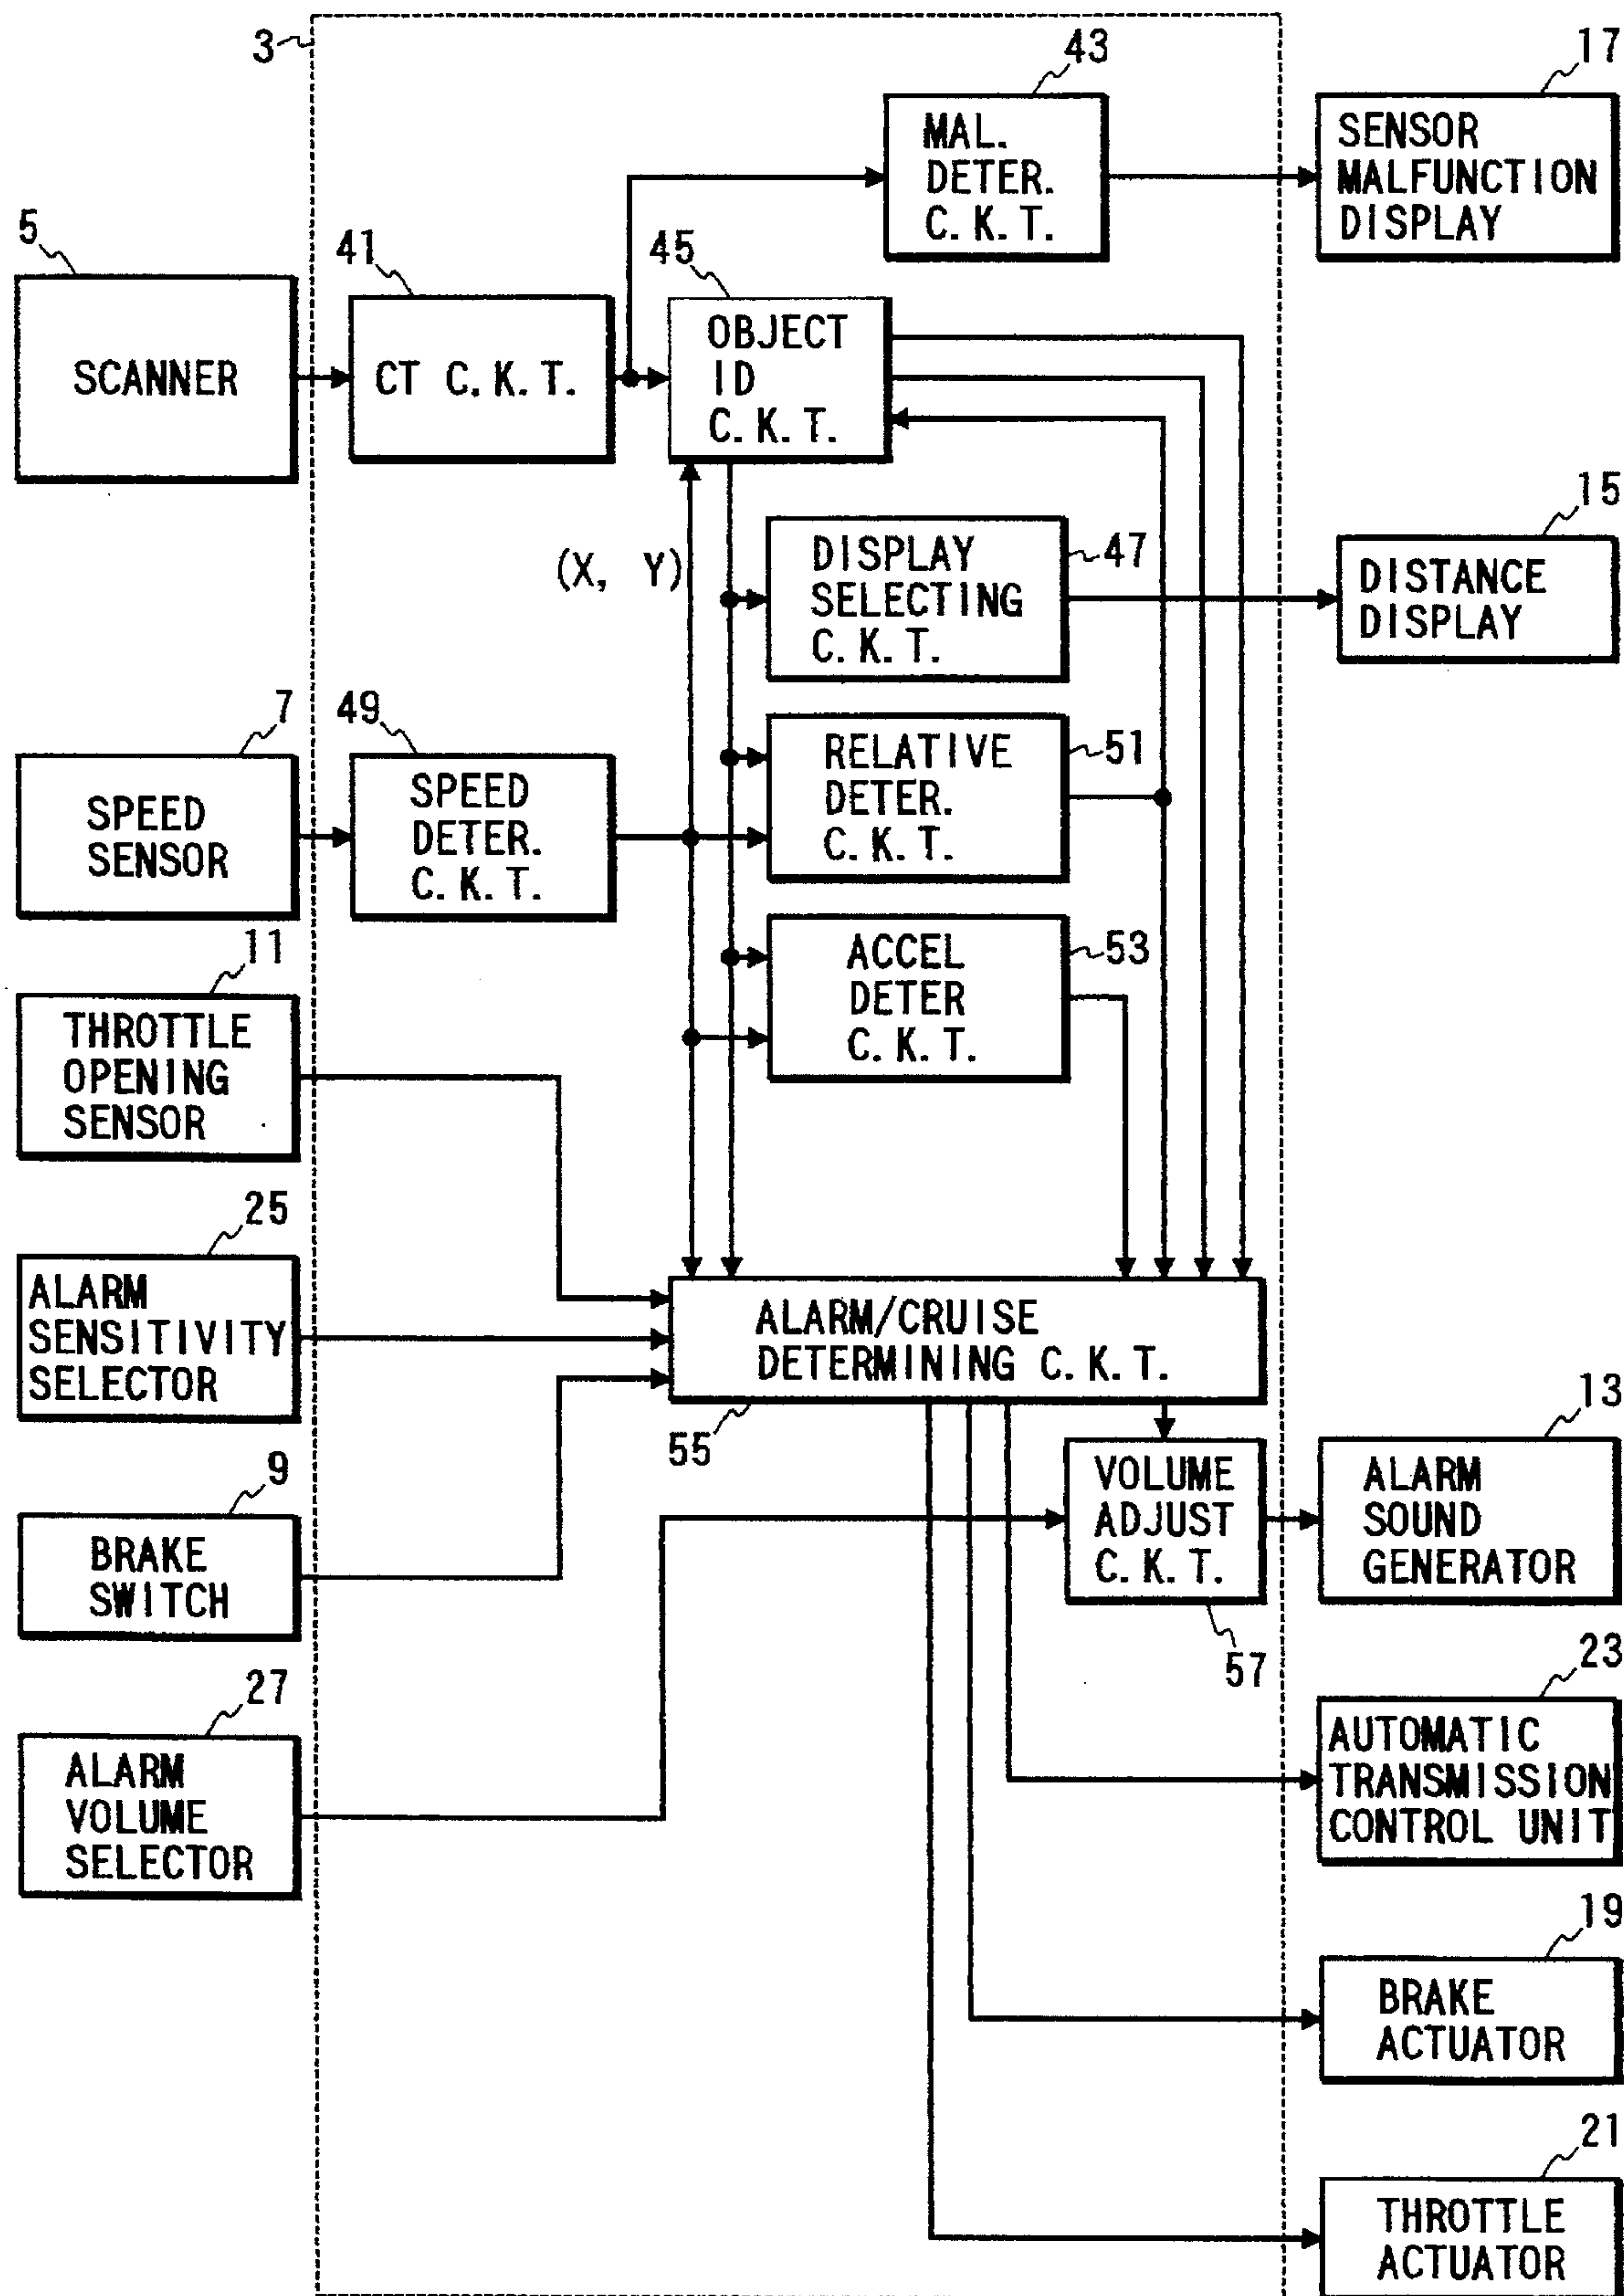 3
43
MAL.
DETER.
C.K.T.
17
SENSOR
MALFUNCTION
DISPLAY
5
SCANNER
41
CT C.K.T.
45
OBJECT
ID
C.K.T.
(X, Y)
DISPLAY
SELECTING
C.K.T.
47
15
DISTANCE
DISPLAY
7
SPEED
SENSOR
49
SPEED
DETER.
C.K.T.
RELATIVE
DETER.
C.K.T.
51
ACCEL
DETER
C.K.T.
53
11
THROTTLE
OPENING
SENSOR
25
ALARM
SENSITIVITY
SELECTOR
ALARM/CRUISE
DETERMINING C.K.T.
55
9
BRAKE
SWITCH
VOLUME
ADJUST
C.K.T.
57
13
ALARM
SOUND
GENERATOR
27
ALARM
VOLUME
SELECTOR
23
AUTOMATIC
TRANSMISSION
CONTROL UNIT
19
BRAKE
ACTUATOR
21
THROTTLE
ACTUATOR